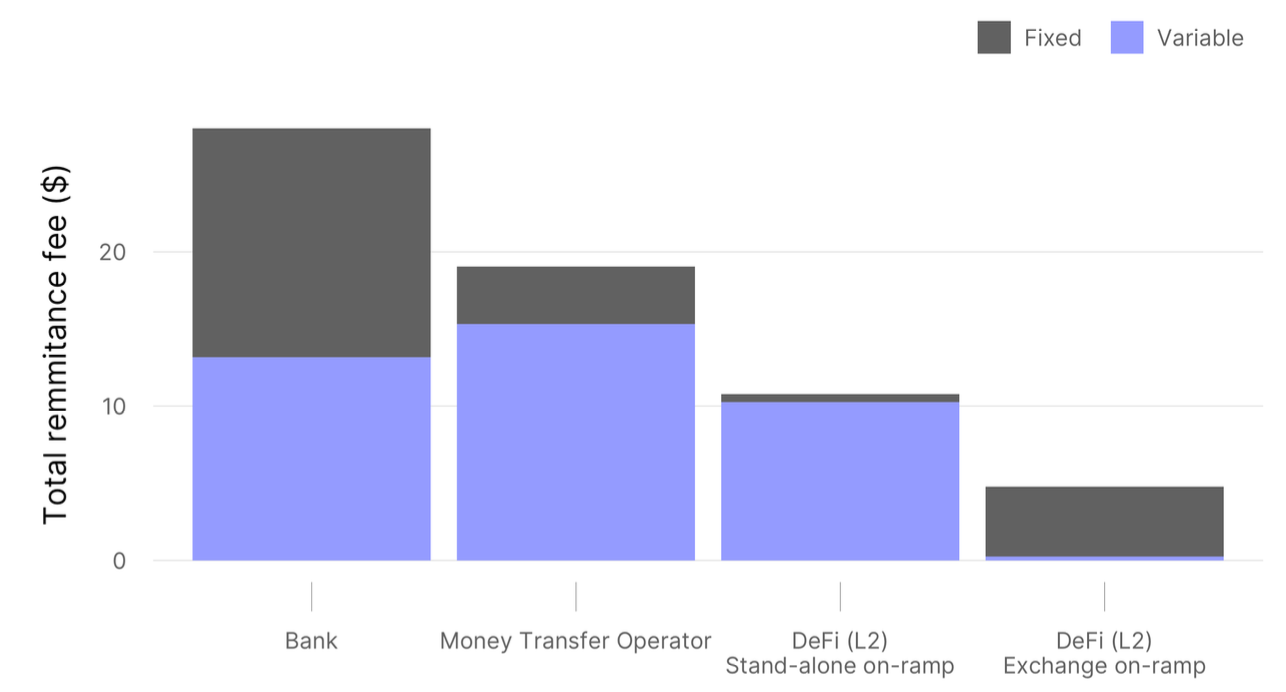 Fixed
Variable
Total remmitance fee ($)
20
10
0
Bank
Money Transfer Operator
DeFi (L2)
Stand-alone on-ramp
DeFi (L2)
Exchange on-ramp